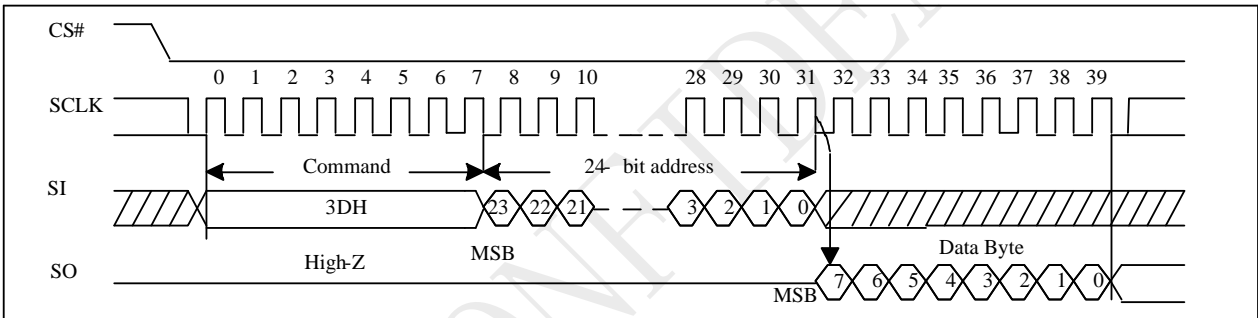 CS#
0 1 2 3 4 5 6 7 8 9 10 28 29 30 31 32 33 34 35 36 37 38 39
SCLK
Command 24- bit address
SI
3DH 23 22 21 3 2 1 0
MSB Data Byte
High-Z
SO
MSB 7 6 5 4 3 2 1 0